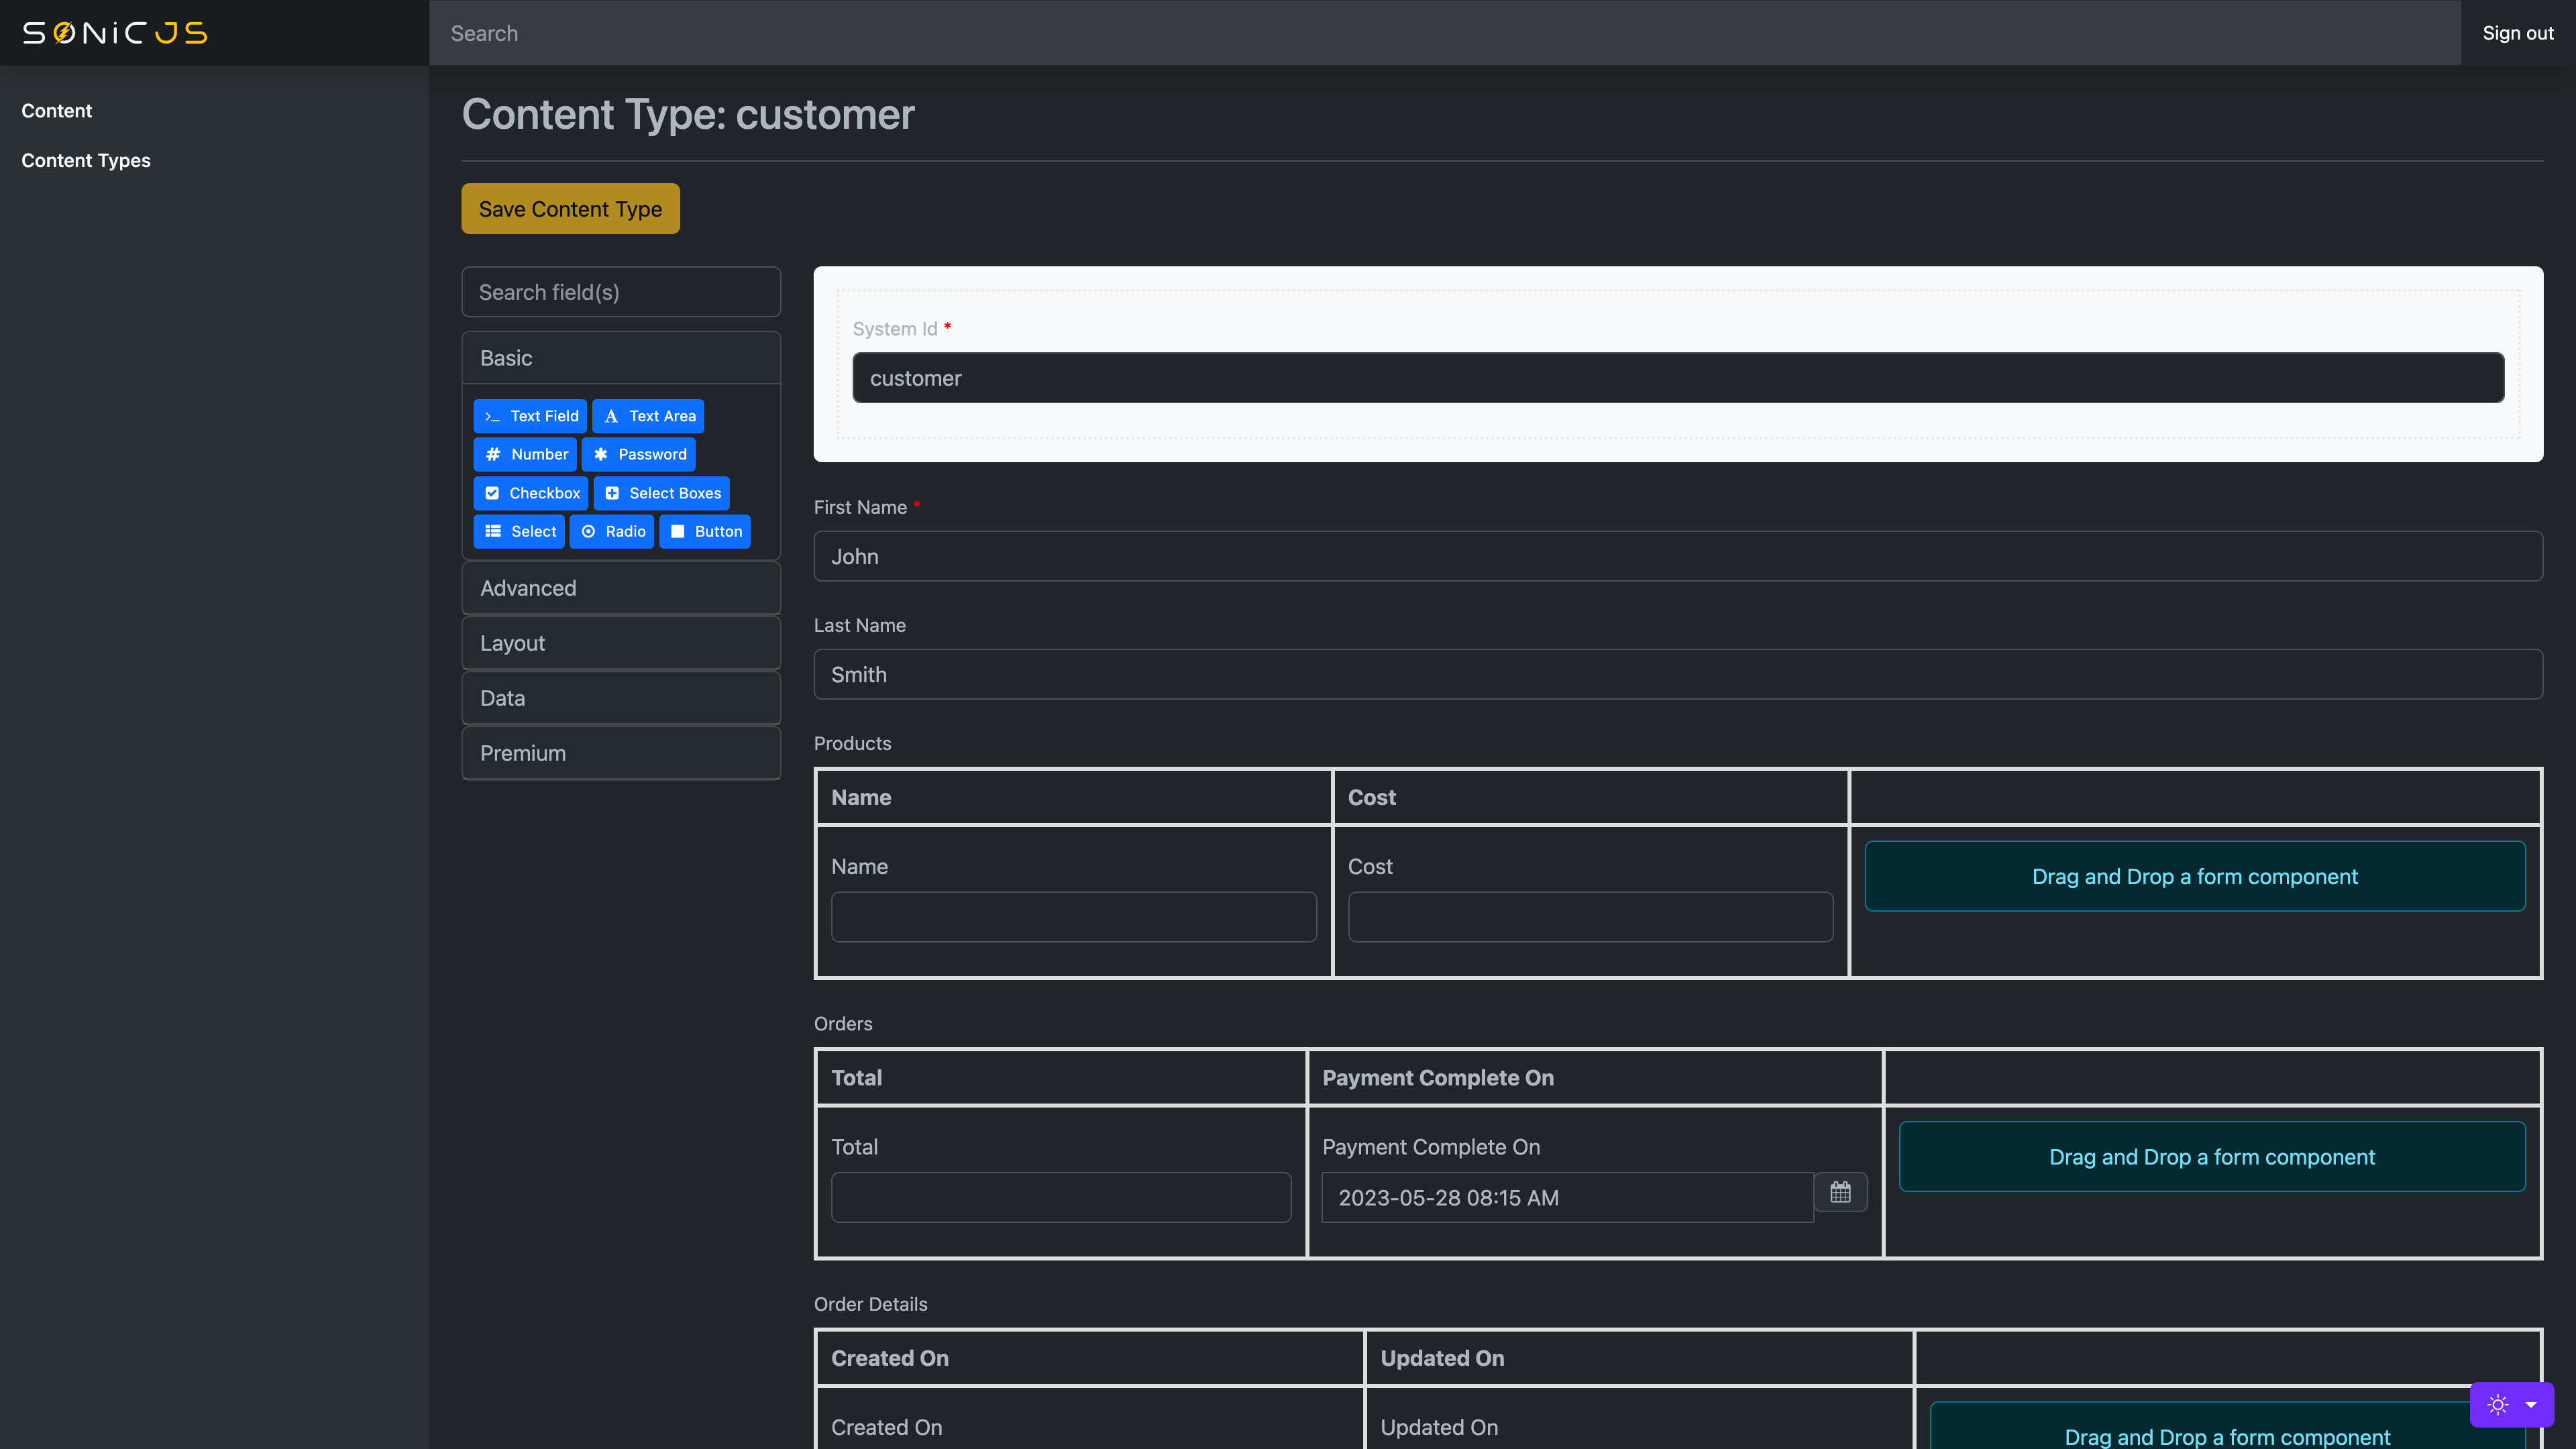 SONiC JS
Search
Sign out
Content
Content Types
Content Type: customer
Save Content Type
Search field(s)
Basic
Text Field
Text Area
Number
Password
Checkbox
Select Boxes
Select
Radio
Button
Advanced
Layout
Data
Premium
System Id *
customer
First Name *
John
Last Name
Smith
Products
Name
Cost
Name
Cost
Drag and Drop a form component
Orders
Total
Payment Complete On
Total
Payment Complete On
2023-05-28 08:15 AM
Drag and Drop a form component
Order Details
Created On
Updated On
Created On
Updated On
Drag and Drop a form component